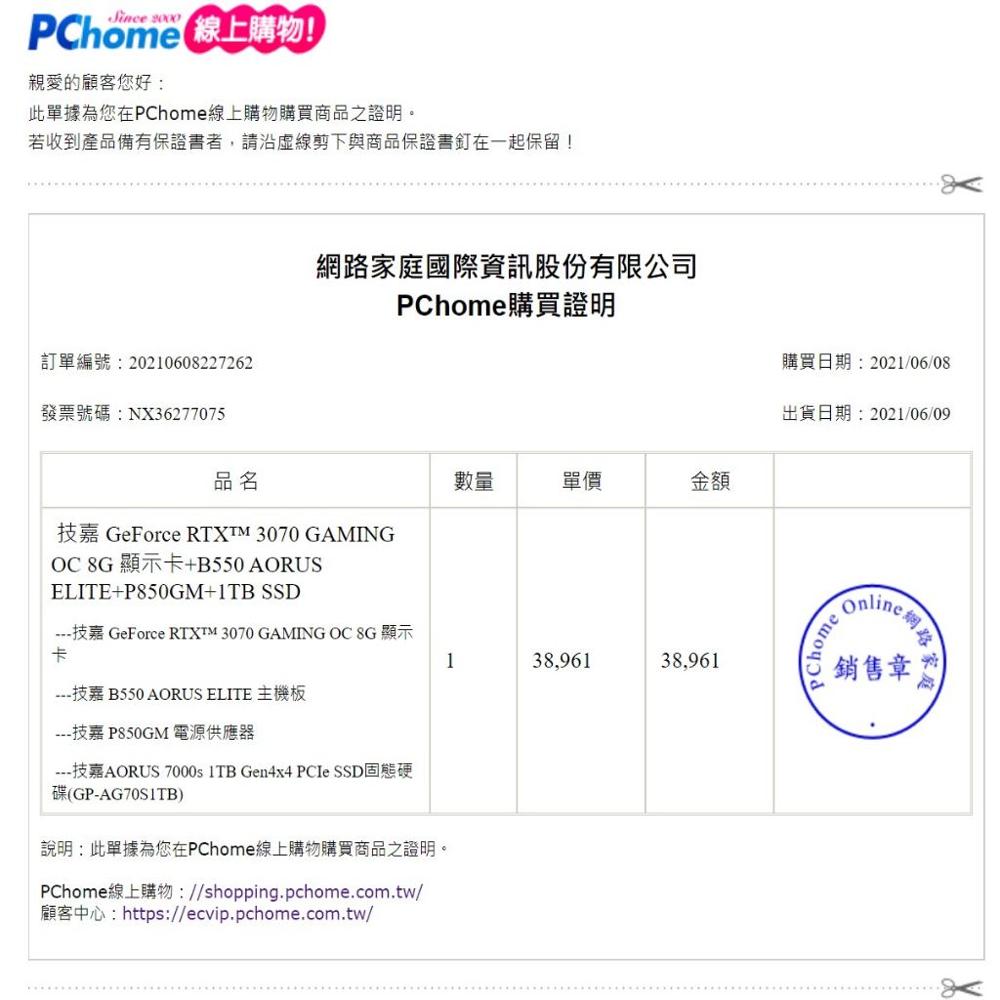 Since 2000
PChome線上購物!
親愛的顧客您好：
此單據為您在PChome線上購物購買商品之證明。
若收到產品備有保證書者，請沿虛線剪下與商品保證書釘在一起保留！
網路家庭國際資訊股份有限公司
PChome購買證明
訂單編號：20210608227262
購買日期：2021/06/08
發票號碼：NX36277075
出貨日期：2021/06/09
品名 數量 單價 金額
技嘉 GeForce RTX™ 3070 GAMING
OC 8G 顯示卡+B550 AORUS
ELITE+P850GM+1TB SSD
---技嘉 GeForce RTX™ 3070 GAMING OC 8G 顯示
卡
---技嘉 B550 AORUS ELITE 主機板
---技嘉 P850GM 電源供應器
---技嘉AORUS 7000s 1TB Gen4x4 PCIe SSD固態硬
碟(GP-AG70S1TB)
1 38,961 38,961
PChome Online網路家庭
銷售章
說明：此單據為您在PChome線上購物購買商品之證明。
PChome線上購物：//shopping.pchome.com.tw/
顧客中心：https://ecvip.pchome.com.tw/